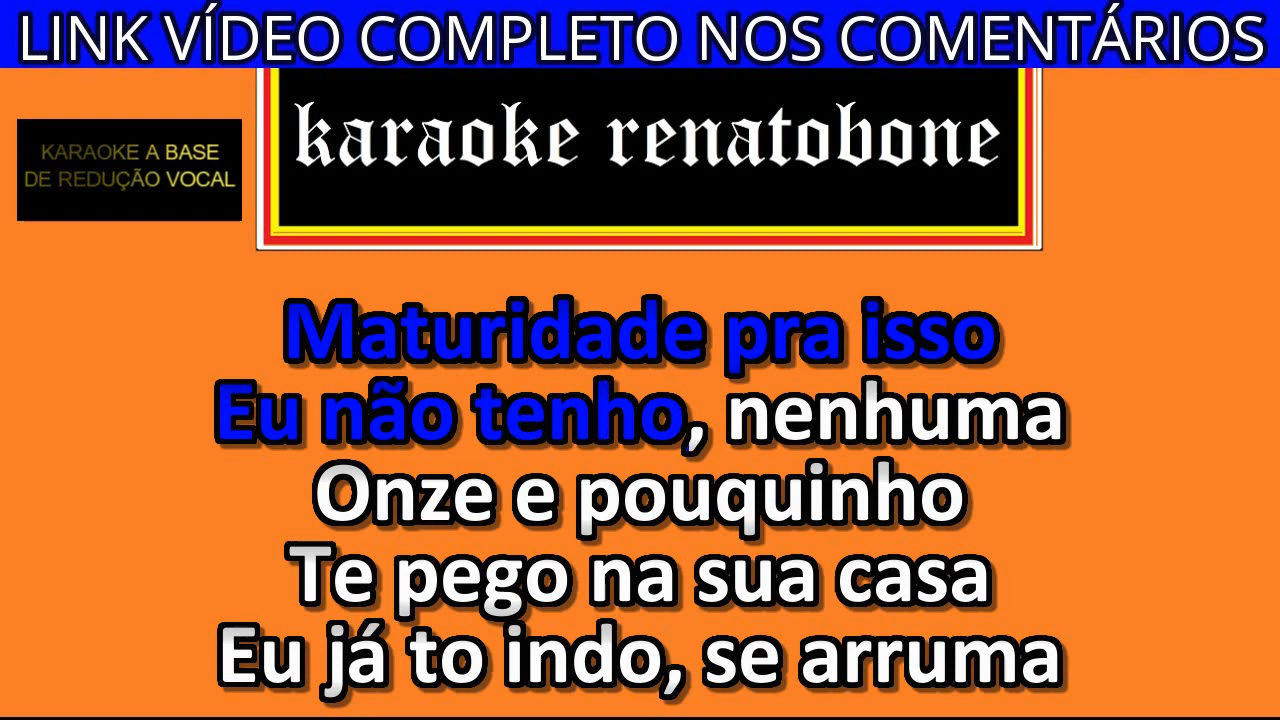 LINK VÍDEO COMPLETO NOS COMENTÁRIOS
karaoke renatobone
KARAOKE A BASE
DE REDUÇÃO VOCAL
Maturidade pra isso
Eu não tenho, nenhuma
Onze e pouquinho
Te pego na sua casa
Eu já to indo, se arruma